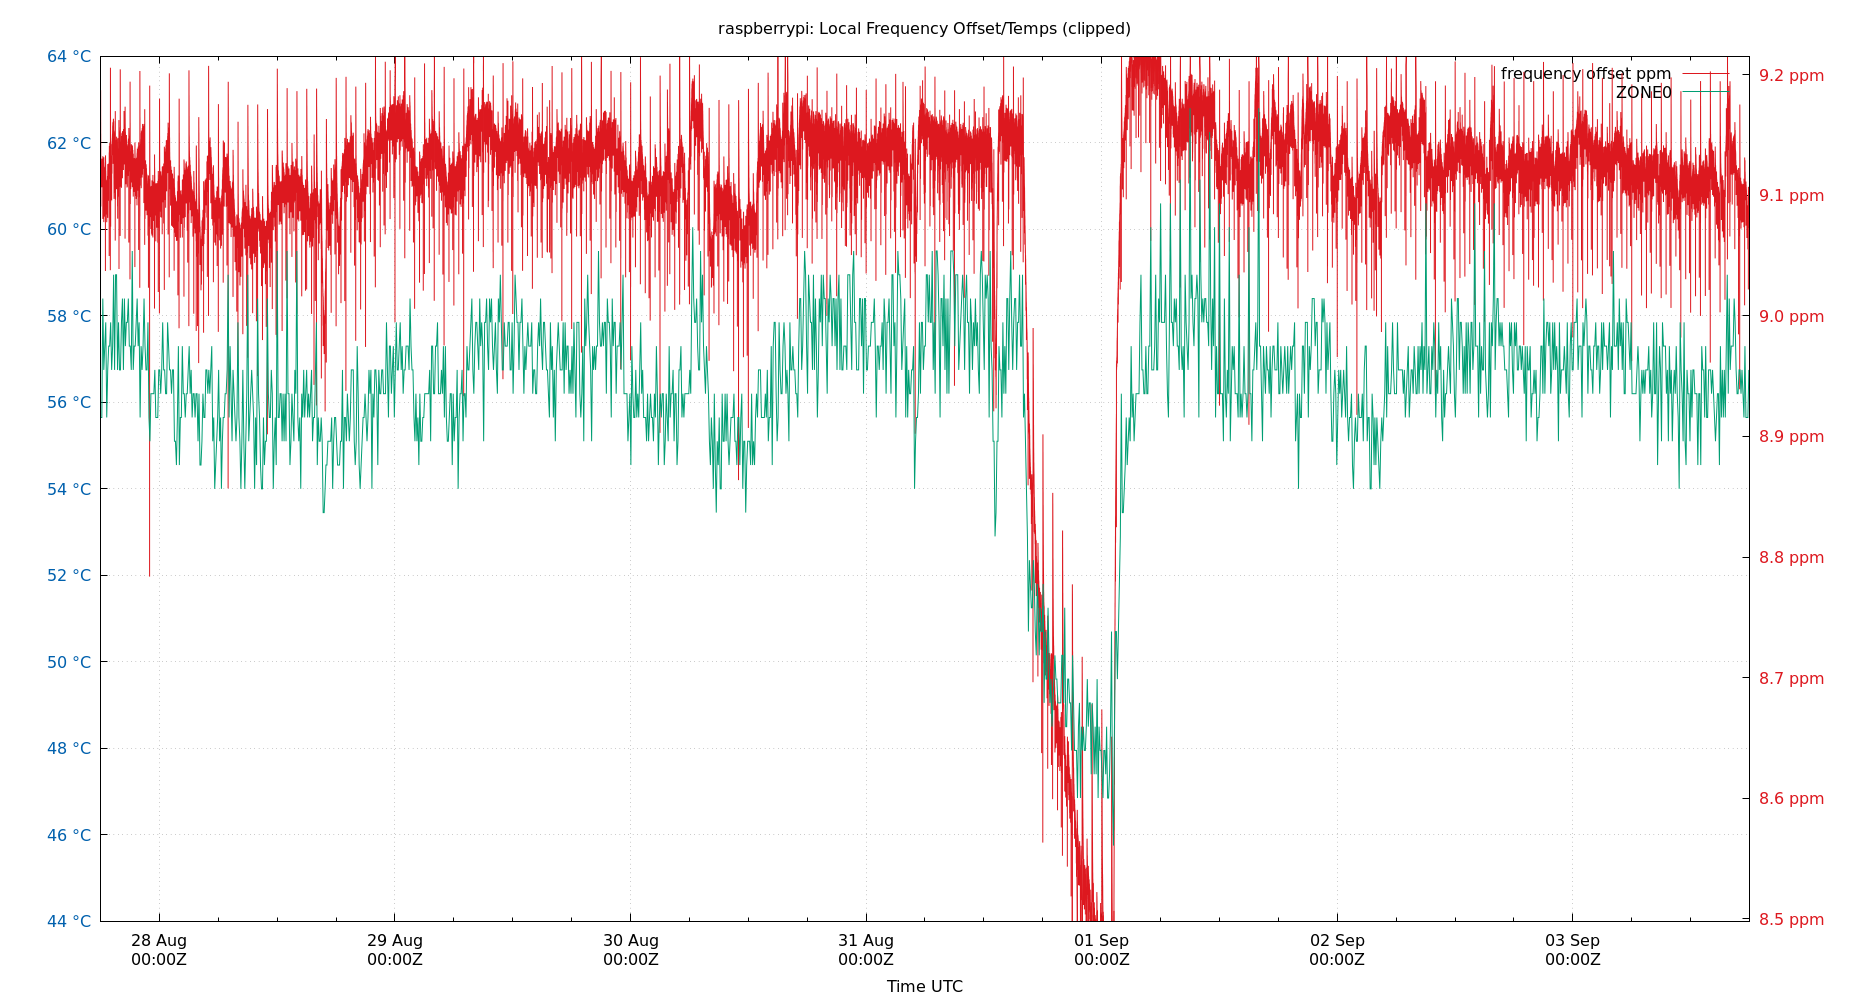 raspberrypi: Local Frequency Offset/Temps (clipped)
64 °C
62 °C
60 °C
58 °C
56 °C
54 °C
52 °C
50 °C
48 °C
46 °C
44 °C
9.2 ppm
9.1 ppm
9.0 ppm
8.9 ppm
8.8 ppm
8.7 ppm
8.6 ppm
8.5 ppm
frequency offset ppm
ZONE0
28 Aug
00:00Z
29 Aug
00:00Z
30 Aug
00:00Z
31 Aug
00:00Z
01 Sep
00:00Z
02 Sep
00:00Z
03 Sep
00:00Z
Time UTC